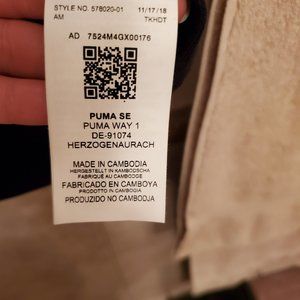 STYLE NO. 578020-01 11/17/18
AM TKHDT
AD 7524M4GX00176
PUMA SE
PUMA WAY 1
DE-91074
HERZOGENAURACH
MADE IN CAMBODIA
HERGESTELLT IN KAMBODSCHA
FABRIQUE AU CAMBODGE
FABRICADO EN CAMBOYA
PRODOTTO IN CAMBOGIA
PRODUZIDO NO CAMBODJA